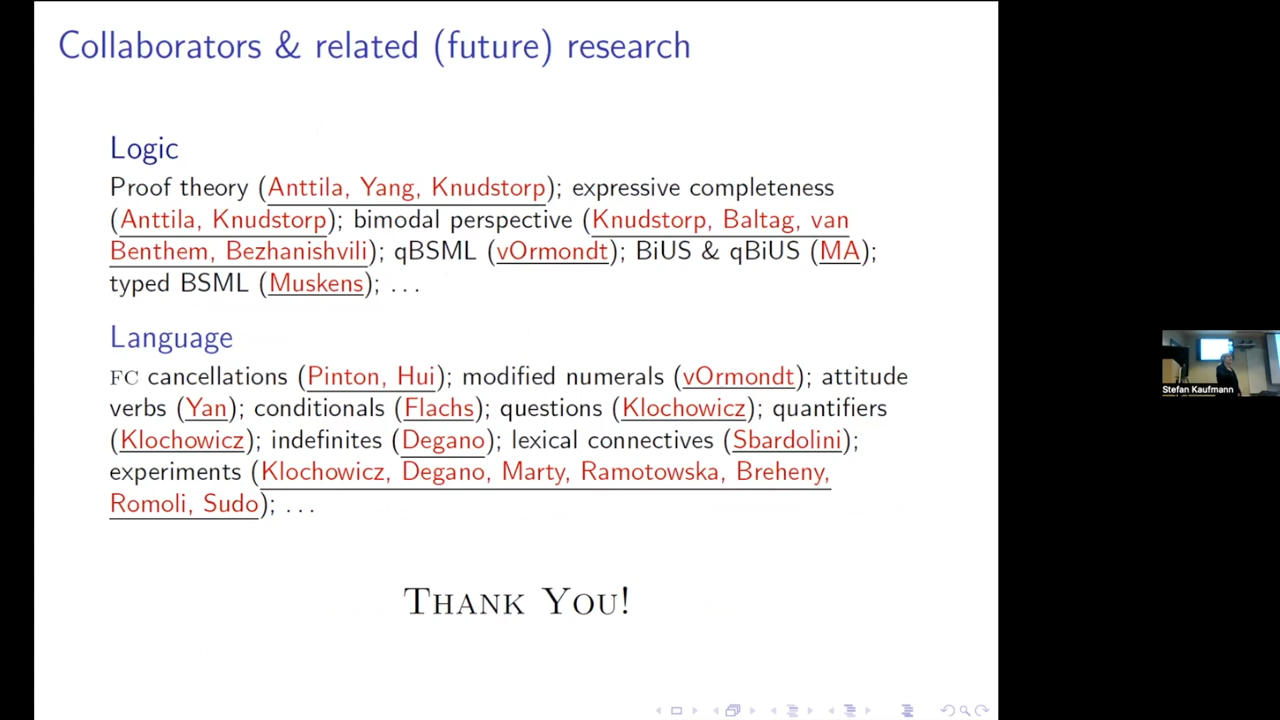 Collaborators & related (future) research
Logic
Proof theory (Anttila, Yang, Knudstorp); expressive completeness
(Anttila, Knudstorp); bimodal perspective (Knudstorp, Baltag, van
Benthem, Bezhanishvili); qBSML (vOrmondt); BiUS & qBiUS (MA);
typed BSML (Muskens); ...
Language
FC cancellations (Pinton, Hui); modified numerals (vOrmondt); attitude
verbs (Yan); conditionals (Flachs); questions (Klochowicz); quantifiers
(Klochowicz); indefinites (Degano); lexical connectives (Sbardolini);
experiments (Klochowicz, Degano, Marty, Ramotowska, Breheny,
Romoli, Sudo); ...
THANK YOU!
Stefan Kaufmann